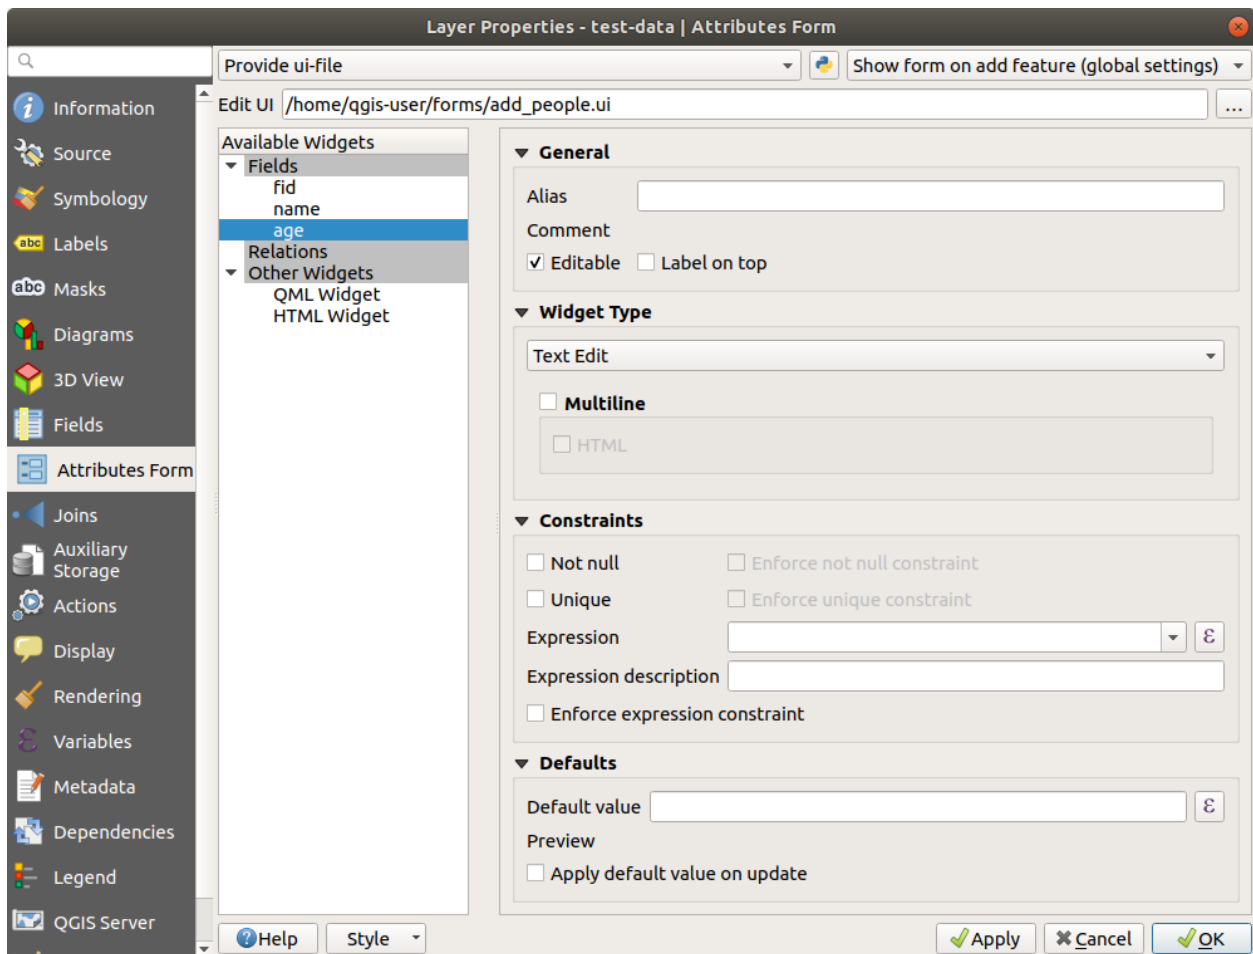 Layer Properties - test-data | Attributes Form
Provide ui-file
Show form on add feature (global settings)
Edit UI /home/qgis-user/forms/add_people.ui ...
Information
Source
Symbology
abc Labels
abc Masks
Diagrams
3D View
Fields
Attributes Form
Joins
Auxiliary
Storage
Actions
Display
Rendering
Variables
Metadata
Dependencies
Legend
QGIS Server
Available Widgets
Fields
fid
name
age
Relations
Other Widgets
QML Widget
HTML Widget
General
Alias
Comment
Editable Label on top
Widget Type
Text Edit
Multiline
HTML
Constraints
Not null Enforce not null constraint
Unique Enforce unique constraint
Expression ε
Expression description
Enforce expression constraint
Defaults
Default value ε
Preview
Apply default value on update
Help Style Apply Cancel OK